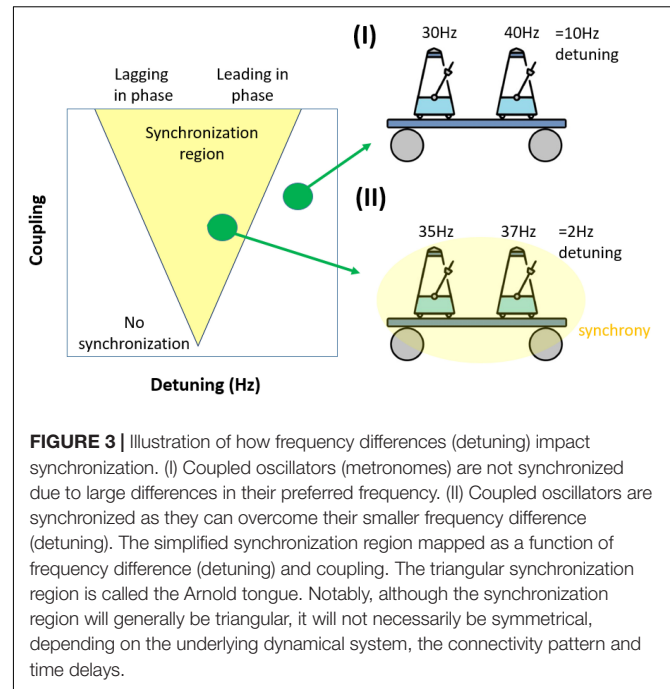 (I)
30Hz 40Hz =10Hz
detuning
Lagging
in phase
Leading in
phase
Synchronization
region
(II)
35Hz 37Hz =2Hz
detuning
Coupling
No
synchronization
synchrony
Detuning (Hz)
FIGURE 3 | Illustration of how frequency differences (detuning) impact
synchronization. (I) Coupled oscillators (metronomes) are not synchronized
due to large differences in their preferred frequency. (II) Coupled oscillators are
synchronized as they can overcome their smaller frequency difference
(detuning). The simplified synchronization region mapped as a function of
frequency difference (detuning) and coupling. The triangular synchronization
region is called the Arnold tongue. Notably, although the synchronization
region will generally be triangular, it will not necessarily be symmetrical,
depending on the underlying dynamical system, the connectivity pattern and
time delays.